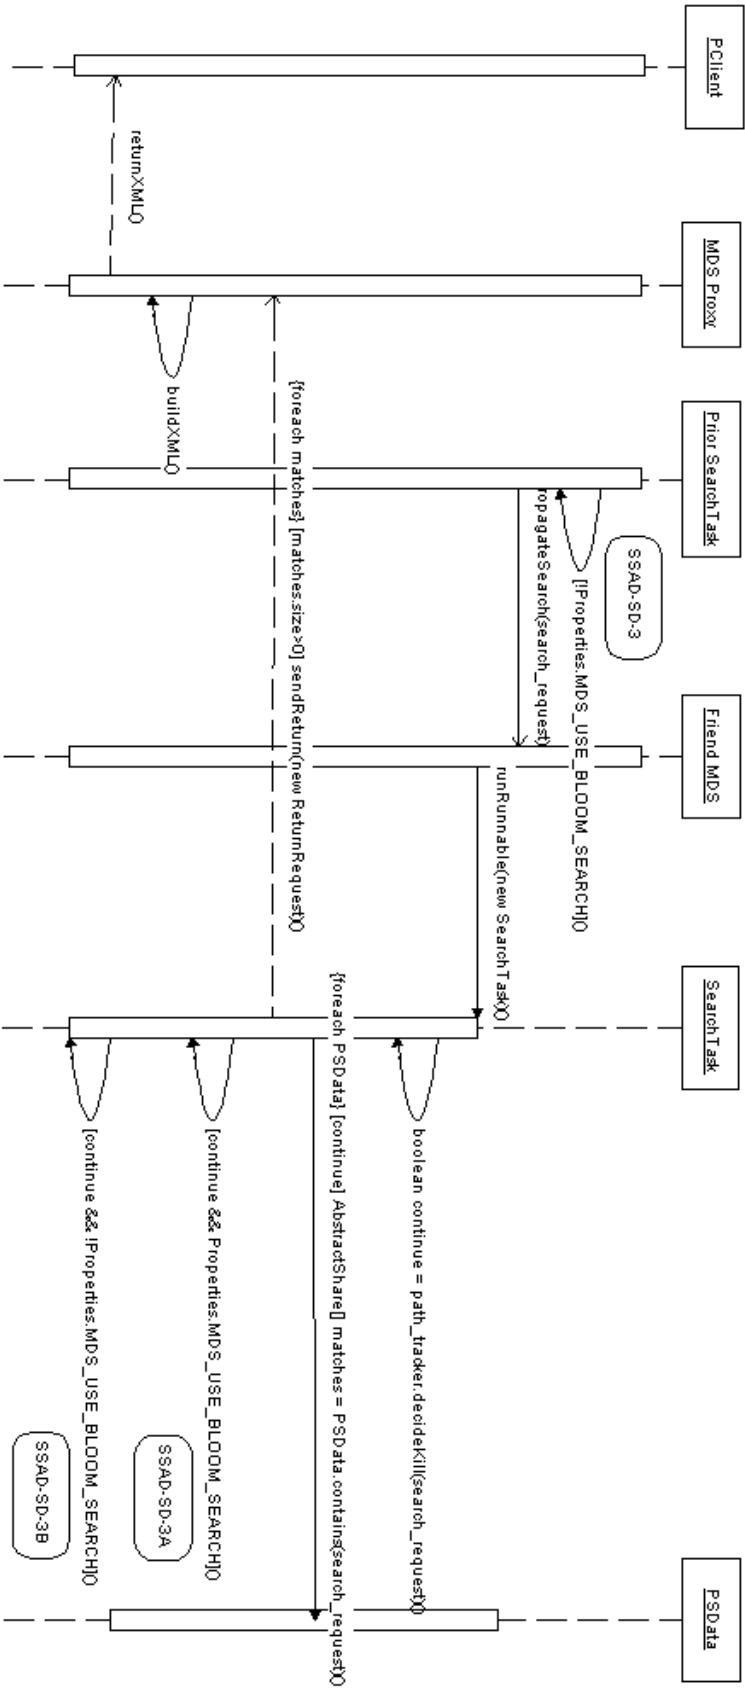 PClient
MDS Proxy
Prior SearchTask
Friend MDS
SearchTask
PSData
SSAD-SD-3
[!Properties.MDS_USE_BLOOM_SEARCH]()
ropagateSearch(search_request)
runRunnable(new SearchTask)()
boolean continue = path_tracker.decideKill(search_request)()
{foreach PSData} [continue] AbstractShare[] matches = PSData.contains(search_request)()
{foreach matches} [matches.size>0] sendReturn(new ReturnRequest)()
[continue && Properties.MDS_USE_BLOOM_SEARCH]()
SSAD-SD-3A
buildXML()
returnXML()
[continue && !Properties.MDS_USE_BLOOM_SEARCH]()
SSAD-SD-3B